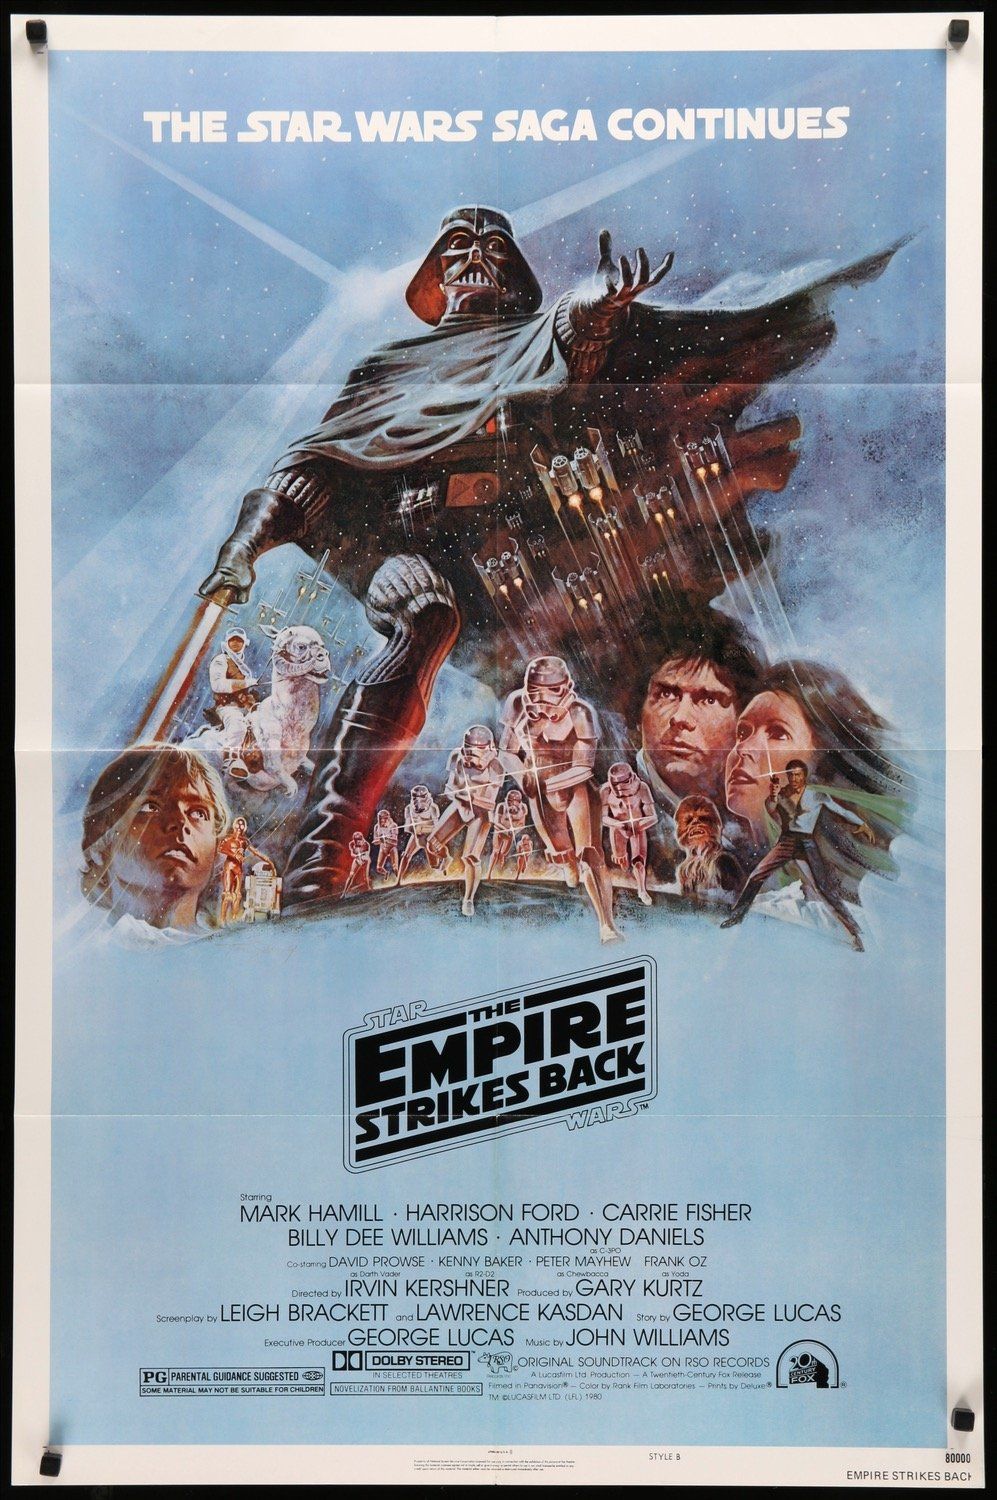 THE STAR WARS SAGA CONTINUES
STAR
THE
EMPIRE
STRIKES BACK
WARS™
Starring
MARK HAMILL · HARRISON FORD · CARRIE FISHER
BILLY DEE WILLIAMS · ANTHONY DANIELS
as C-3PO
Co-starring DAVID PROWSE · KENNY BAKER · PETER MAYHEW FRANK OZ
as Darth Vader as R2-D2 as Chewbacca as Yoda
Directed by IRVIN KERSHNER Produced by GARY KURTZ
Screenplay by LEIGH BRACKETT and LAWRENCE KASDAN Story by GEORGE LUCAS
Executive Producer GEORGE LUCAS Music by JOHN WILLIAMS
PG PARENTAL GUIDANCE SUGGESTED
SOME MATERIAL MAY NOT BE SUITABLE FOR CHILDREN
DOLBY STEREO™
IN SELECTED THEATRES
NOVELIZATION FROM BALLANTINE BOOKS
RSO
ORIGINAL SOUNDTRACK ON RSO RECORDS
A Lucasfilm Ltd. Production — A Twentieth Century-Fox Release
Filmed in Panavision® — Color by Rank Film Laboratories — Prints by Deluxe®
TM: ©LUCASFILM LTD. (LFL) 1980
20th
CENTURY
FOX
®
STYLE B
80000
EMPIRE STRIKES BACK